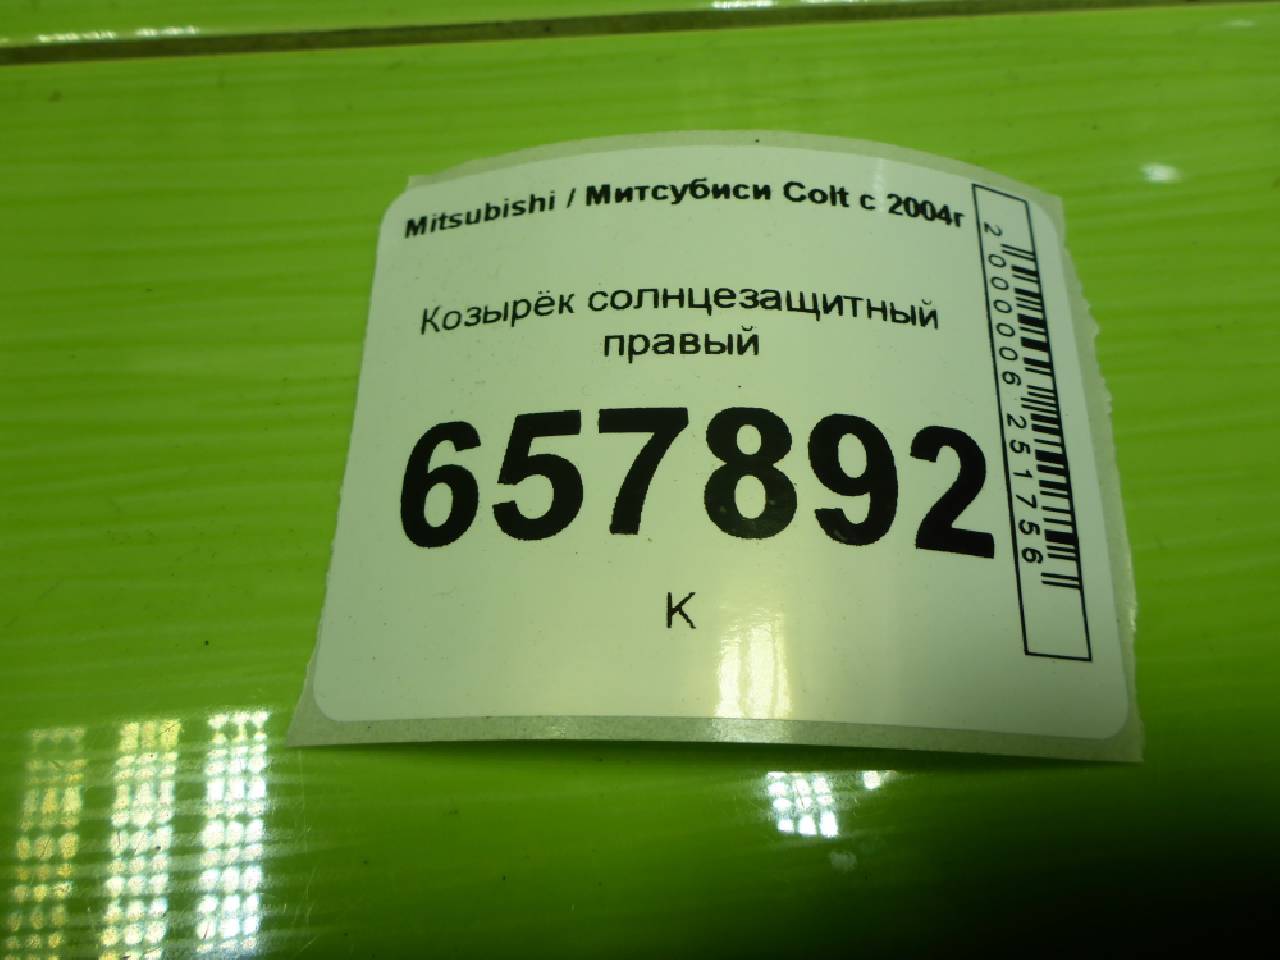 Mitsubishi / Митсубиси Colt с 2004г
Козырёк солнцезащитный
правый
657892
К
2000006251756